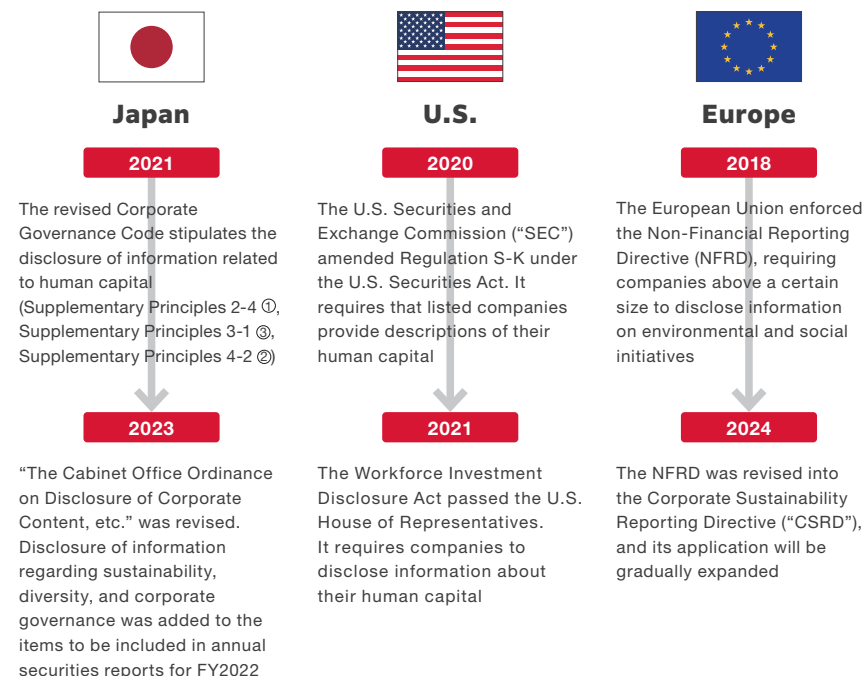 Japan
2021
The revised Corporate
Governance Code stipulates the
disclosure of information related
to human capital
(Supplementary Principles 2-4 ①,
Supplementary Principles 3-1 ③,
Supplementary Principles 4-2 ②)
2023
“The Cabinet Office Ordinance
on Disclosure of Corporate
Content, etc.” was revised.
Disclosure of information
regarding sustainability,
diversity, and corporate
governance was added to the
items to be included in annual
securities reports for FY2022
U.S.
2020
The U.S. Securities and
Exchange Commission (“SEC”)
amended Regulation S-K under
the U.S. Securities Act. It
requires that listed companies
provide descriptions of their
human capital
2021
The Workforce Investment
Disclosure Act passed the U.S.
House of Representatives.
It requires companies to
disclose information about
their human capital
Europe
2018
The European Union enforced
the Non-Financial Reporting
Directive (NFRD), requiring
companies above a certain
size to disclose information
on environmental and social
initiatives
2024
The NFRD was revised into
the Corporate Sustainability
Reporting Directive (“CSRD”),
and its application will be
gradually expanded